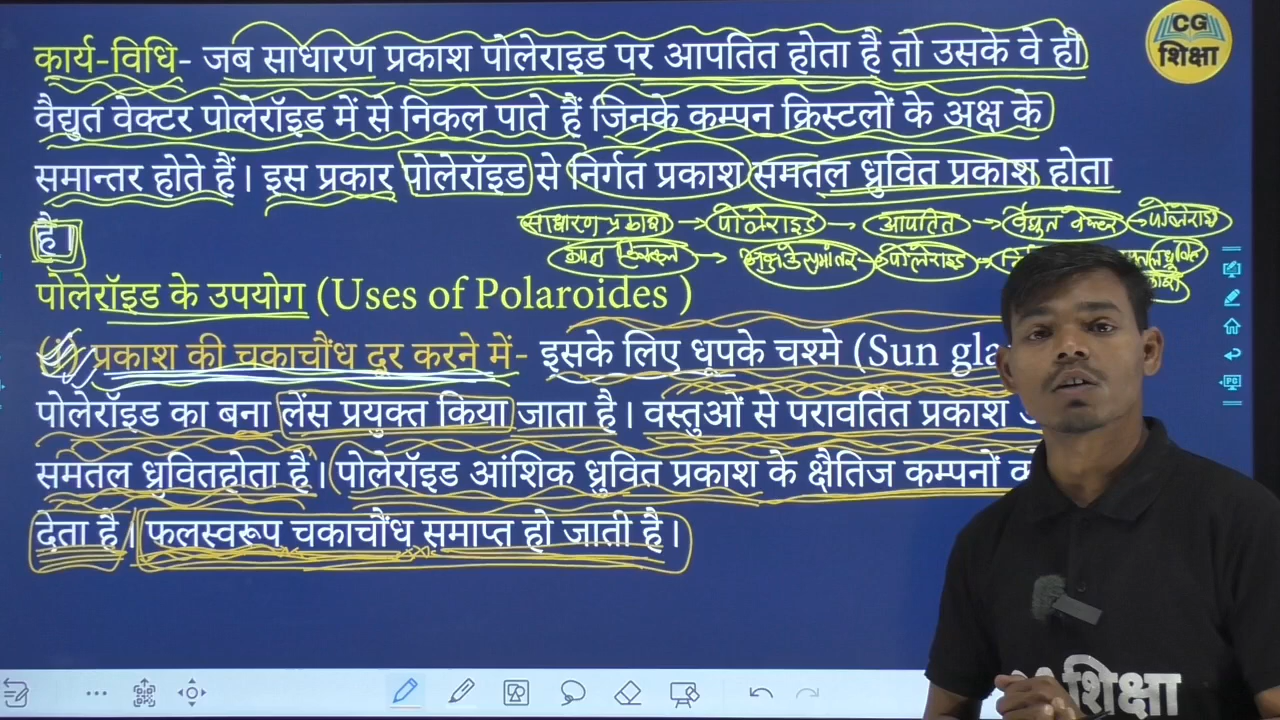 CG
शिक्षा
कार्य-विधि- जब साधारण प्रकाश पोलेराइड पर आपतित होता है तो उसके वे ही
वैद्युत वेक्टर पोलेरॉइड में से निकल पाते हैं जिनके कम्पन क्रिस्टलों के अक्ष के
समान्तर होते हैं। इस प्रकार पोलेरॉइड से निर्गत प्रकाश समतल ध्रुवित प्रकाश होता
है।
साधारण प्रकाश → पोलेराइड → आपतित → वैद्युत वेक्टर → पोलेराइड
→ पोलेराइड →
पोलेरॉइड के उपयोग (Uses of Polaroides )
प्रकाश की चकाचौंध दूर करने में- इसके लिए धूपके चश्मे (Sun
पोलेरॉइड का बना लेंस प्रयुक्त किया जाता है। वस्तुओं से परावर्तित प्रकाश
समतल ध्रुवितहोता है। पोलेरॉइड आंशिक ध्रुवित प्रकाश के क्षैतिज कम्पनों
देता है। फलस्वरूप चकाचौंध समाप्त हो जाती है।
PG
शिक्षा